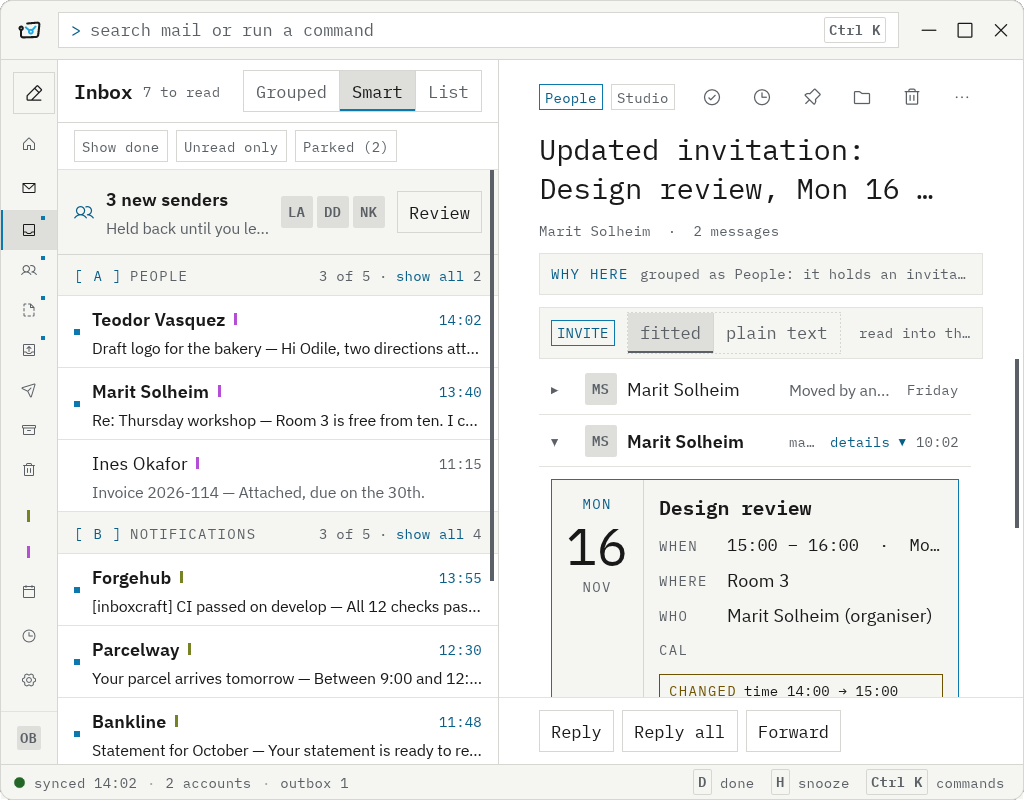 > search mail or run a command Ctrl K
Inbox 7 to read Grouped Smart List
Show done Unread only Parked (2)
3 new senders
Held back until you le… LA DD NK Review
[ A ] PEOPLE 3 of 5 · show all 2
Teodor Vasquez 14:02
Draft logo for the bakery — Hi Odile, two directions att…
Marit Solheim 13:40
Re: Thursday workshop — Room 3 is free from ten. I c…
Ines Okafor 11:15
Invoice 2026-114 — Attached, due on the 30th.
[ B ] NOTIFICATIONS 3 of 5 · show all 4
Forgehub 13:55
[inboxcraft] CI passed on develop — All 12 checks pas…
Parcelway 12:30
Your parcel arrives tomorrow — Between 9:00 and 12:…
Bankline 11:48
Statement for October — Your statement is ready to re…
People Studio
Updated invitation:
Design review, Mon 16 …
Marit Solheim · 2 messages
WHY HERE grouped as People: it holds an invita…
INVITE fitted plain text read into th…
▸ MS Marit Solheim Moved by an… Friday
▾ MS Marit Solheim ma… details ▾ 10:02
MON
16
NOV
Design review
WHEN 15:00 – 16:00 · Mo…
WHERE Room 3
WHO Marit Solheim (organiser)
CAL
CHANGED time 14:00 → 15:00
Reply Reply all Forward
OB
synced 14:02 · 2 accounts · outbox 1 D done H snooze Ctrl K commands